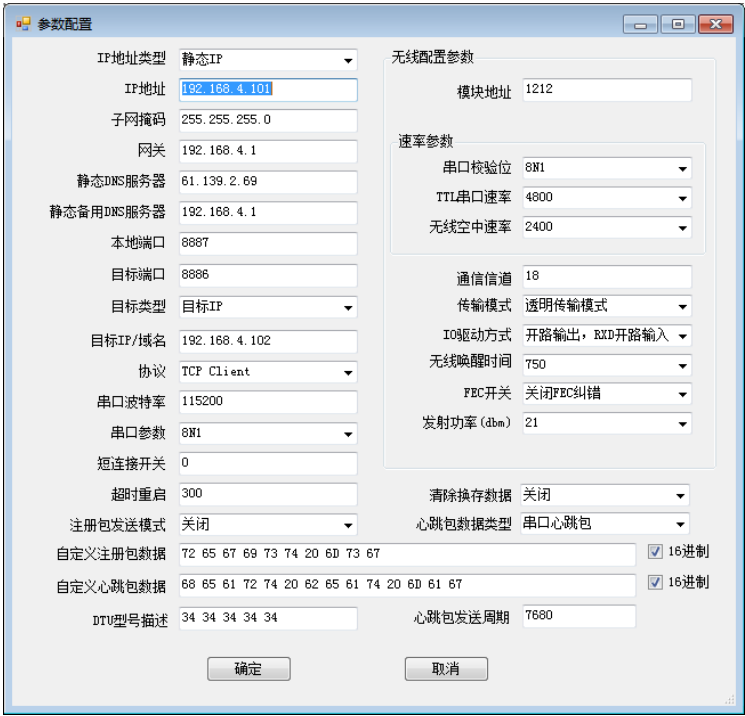 参数配置
IP地址类型 静态IP
IP地址 192.168.4.101
子网掩码 255.255.255.0
网关 192.168.4.1
静态DNS服务器 61.139.2.69
静态备用DNS服务器 192.168.4.1
本地端口 8887
目标端口 8886
目标类型 目标IP
目标IP/域名 192.168.4.102
协议 TCP Client
串口波特率 115200
串口参数 8N1
短连接开关 0
超时重启 300
注册包发送模式 关闭
无线配置参数
模块地址 1212
速率参数
串口校验位 8N1
TTL串口速率 4800
无线空中速率 2400
通信信道 18
传输模式 透明传输模式
IO驱动方式 开路输出，RXD开路输入
无线唤醒时间 750
FEC开关 关闭FEC纠错
发射功率(dbm) 21
清除换存数据 关闭
心跳包数据类型 串口心跳包
自定义注册包数据 72 65 67 69 73 74 20 6D 73 67 16进制
自定义心跳包数据 68 65 61 72 74 20 62 65 61 74 20 6D 61 67 16进制
DTU型号描述 34 34 34 34 34 心跳包发送周期 7680
确定 取消